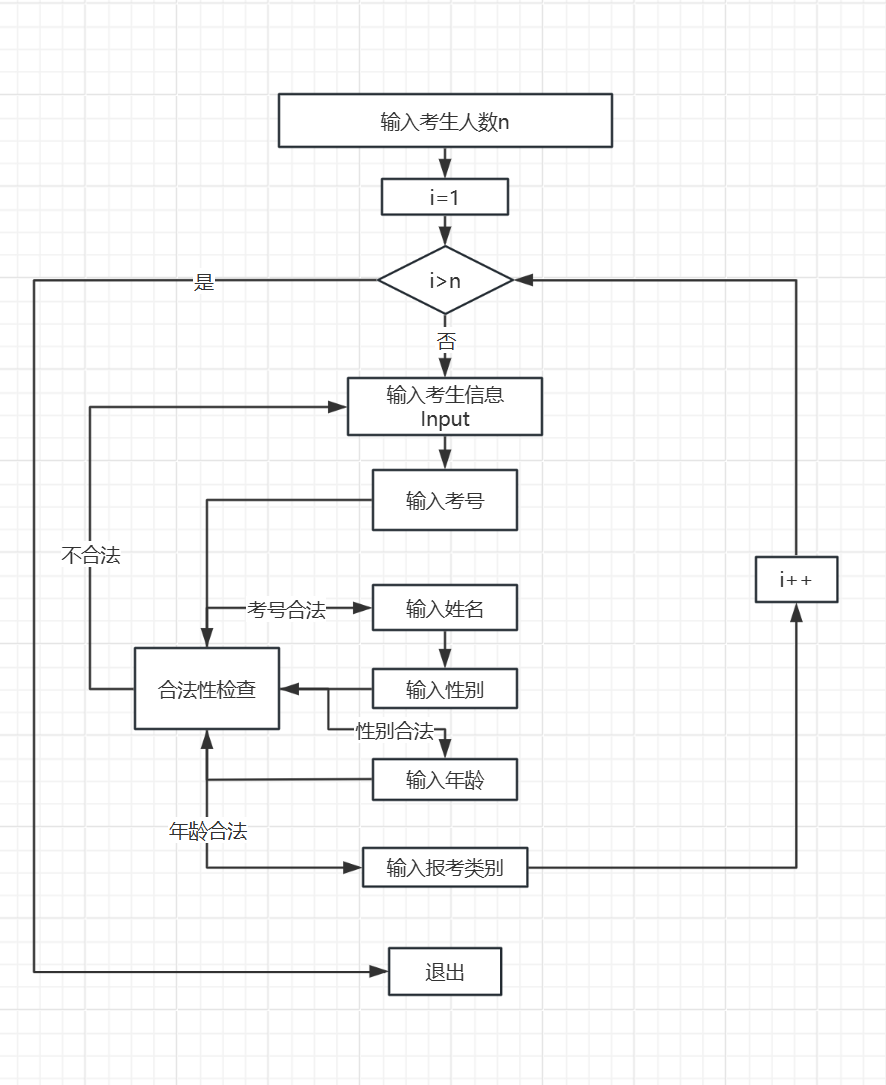 输入考生人数n
i=1
i>n
是
否
输入考生信息
Input
输入考号
不合法
i++
考号合法
输入姓名
合法性检查
输入性别
性别合法
输入年龄
年龄合法
输入报考类别
退出